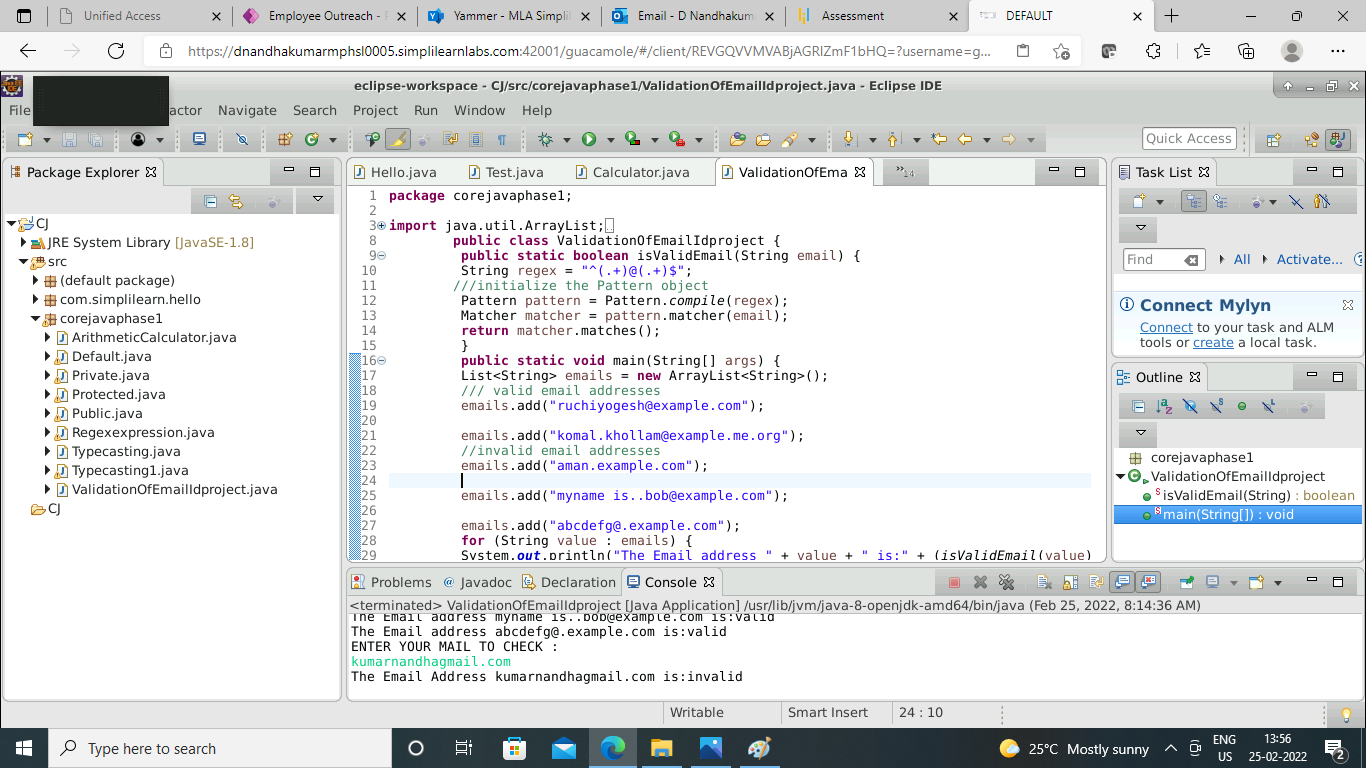 Unified Access
Employee Outreach - P
Yammer - MLA Simpli
Email - D Nandhakum
Assessment
DEFAULT
https://dnandhakumarmphsl0005.simplilearnlabs.com:42001/guacamole/#/client/REVGQVVMVABjAGRlZmF1bHQ=?username=g...
eclipse-workspace - CJ/src/corejavaphase1/ValidationOfEmailIdproject.java - Eclipse IDE
File actor Navigate Search Project Run Window Help
Quick Access
Package Explorer
CJ
JRE System Library [JavaSE-1.8]
src
(default package)
com.simplilearn.hello
corejavaphase1
ArithmeticCalculator.java
Default.java
Private.java
Protected.java
Public.java
Regexexpression.java
Typecasting.java
Typecasting1.java
ValidationOfEmailIdproject.java
CJ
Hello.java
Test.java
Calculator.java
ValidationOfEma
»14
1 package corejavaphase1;
2
3 import java.util.ArrayList;
8 public class ValidationOfEmailIdproject {
9 public static boolean isValidEmail(String email) {
10 String regex = "^(.+)@(.+)$";
11 ///initialize the Pattern object
12 Pattern pattern = Pattern.compile(regex);
13 Matcher matcher = pattern.matcher(email);
14 return matcher.matches();
15 }
16 public static void main(String[] args) {
17 List<String> emails = new ArrayList<String>();
18 /// valid email addresses
19 emails.add("ruchiyogesh@example.com");
20
21 emails.add("komal.khollam@example.me.org");
22 //invalid email addresses
23 emails.add("aman.example.com");
24
25 emails.add("myname is..bob@example.com");
26
27 emails.add("abcdefg@.example.com");
28 for (String value : emails) {
29 System.out.println("The Email address " + value + " is:" + (isValidEmail(value)
Task List
Find
All
Activate...
Connect Mylyn
Connect to your task and ALM
tools or create a local task.
Outline
corejavaphase1
ValidationOfEmailIdproject
isValidEmail(String) : boolean
main(String[]) : void
Problems
Javadoc
Declaration
Console
<terminated> ValidationOfEmailIdproject [Java Application] /usr/lib/jvm/java-8-openjdk-amd64/bin/java (Feb 25, 2022, 8:14:36 AM)
The Email address myname is..bob@example.com is:valid
The Email address abcdefg@.example.com is:valid
ENTER YOUR MAIL TO CHECK :
kumarnandhagmail.com
The Email Address kumarnandhagmail.com is:invalid
Writable
Smart Insert
24 : 10
Type here to search
25°C Mostly sunny
ENG
US
13:56
25-02-2022
2